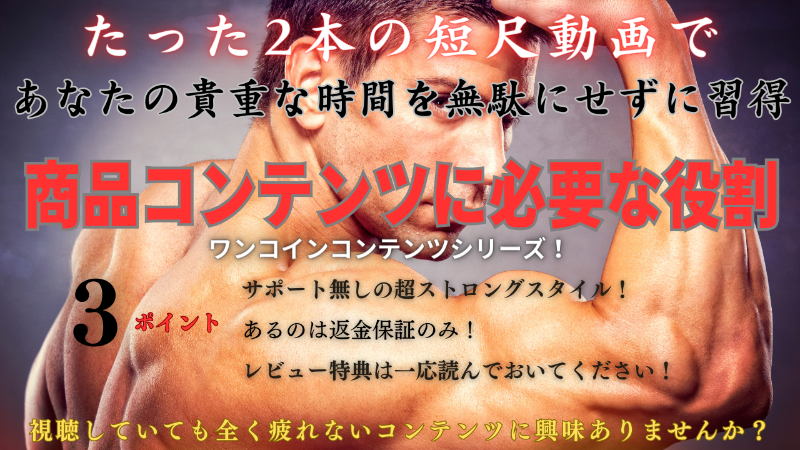 たった2本の短尺動画で
あなたの貴重な時間を無駄にせずに習得
商品コンテンツに必要な役割
ワンコインコンテンツシリーズ！
3
ポイント
サポート無しの超ストロングスタイル！
あるのは返金保証のみ！
レビュー特典は一応読んでおいてください！
視聴していても全く疲れないコンテンツに興味ありませんか？